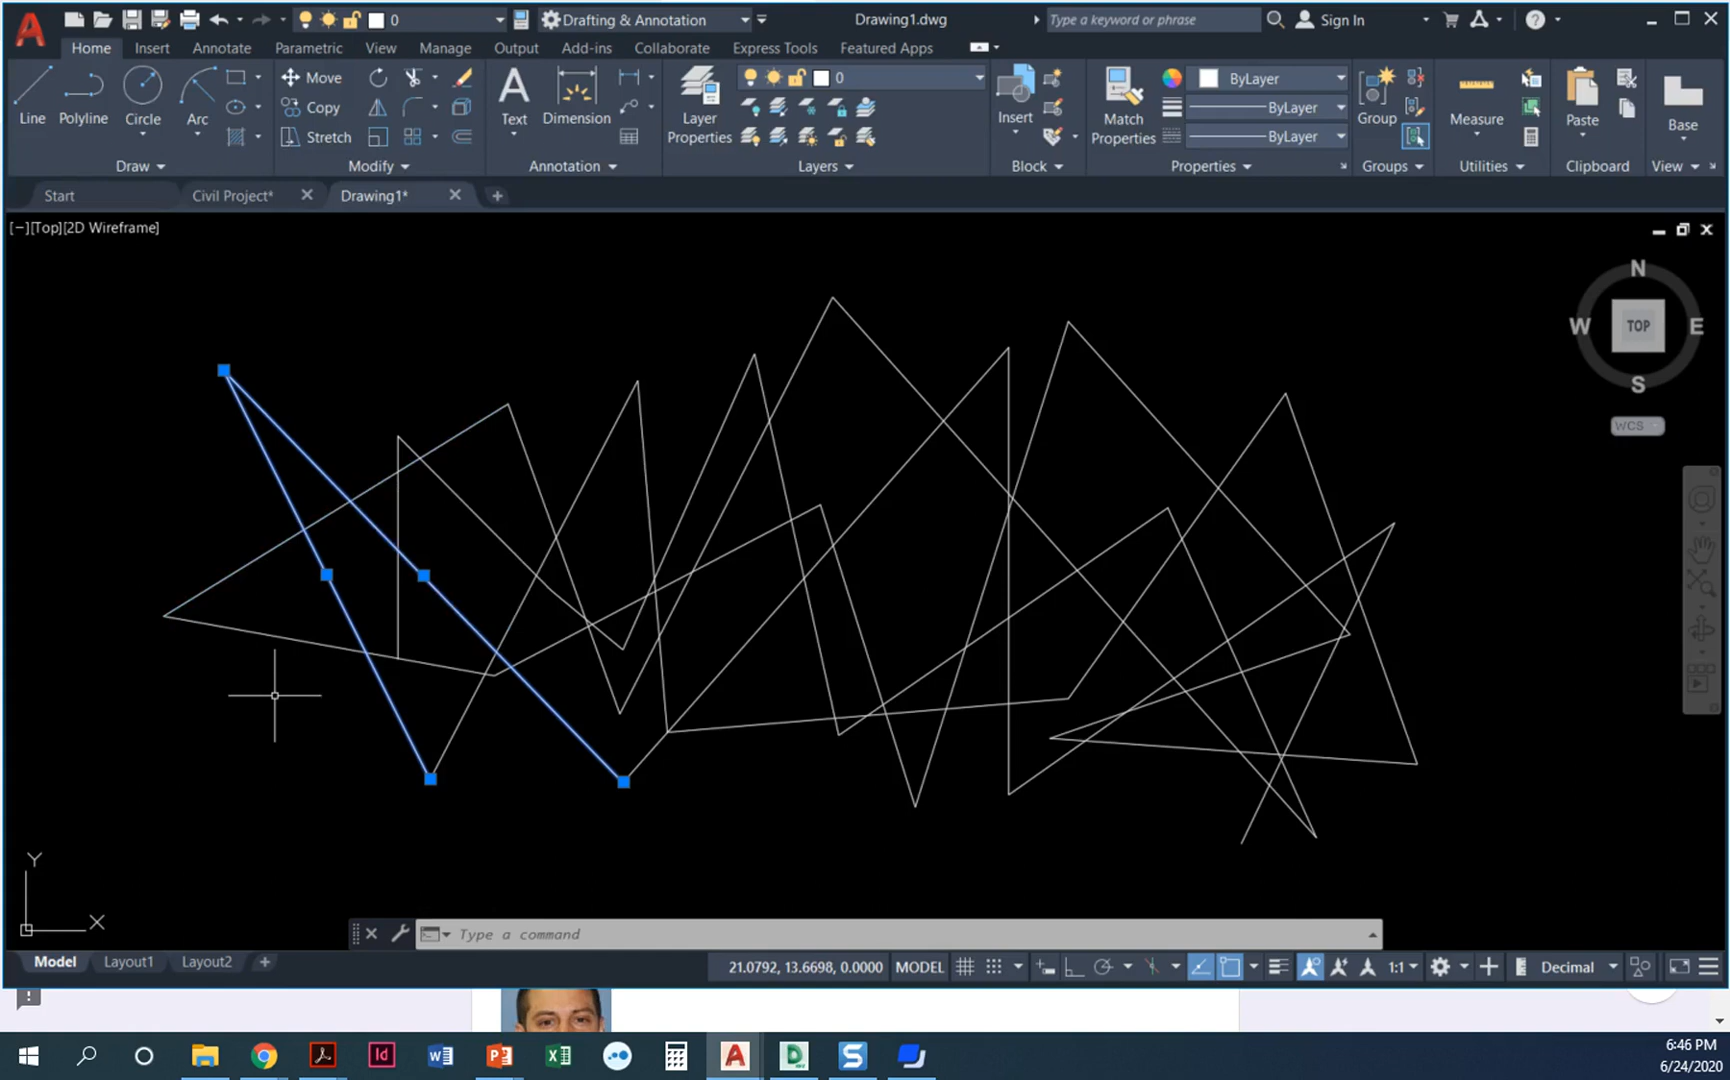 0 Drafting & Annotation Drawing1.dwg Type a keyword or phrase Sign In
Home Insert Annotate Parametric View Manage Output Add-ins Collaborate Express Tools Featured Apps
Move 0 ByLayer
Copy ByLayer
Line Polyline Circle Arc Text Dimension Layer Properties Insert Match Properties Group Measure Paste Base
Stretch ByLayer
Draw Modify Annotation Layers Block Properties Groups Utilities Clipboard View
Start Civil Project* Drawing1*
[−][Top][2D Wireframe]
N
W TOP E
S
WCS
Y
X
Type a command
Model Layout1 Layout2 21.0792, 13.6698, 0.0000 MODEL 1:1 Decimal
6:46 PM
6/24/2020